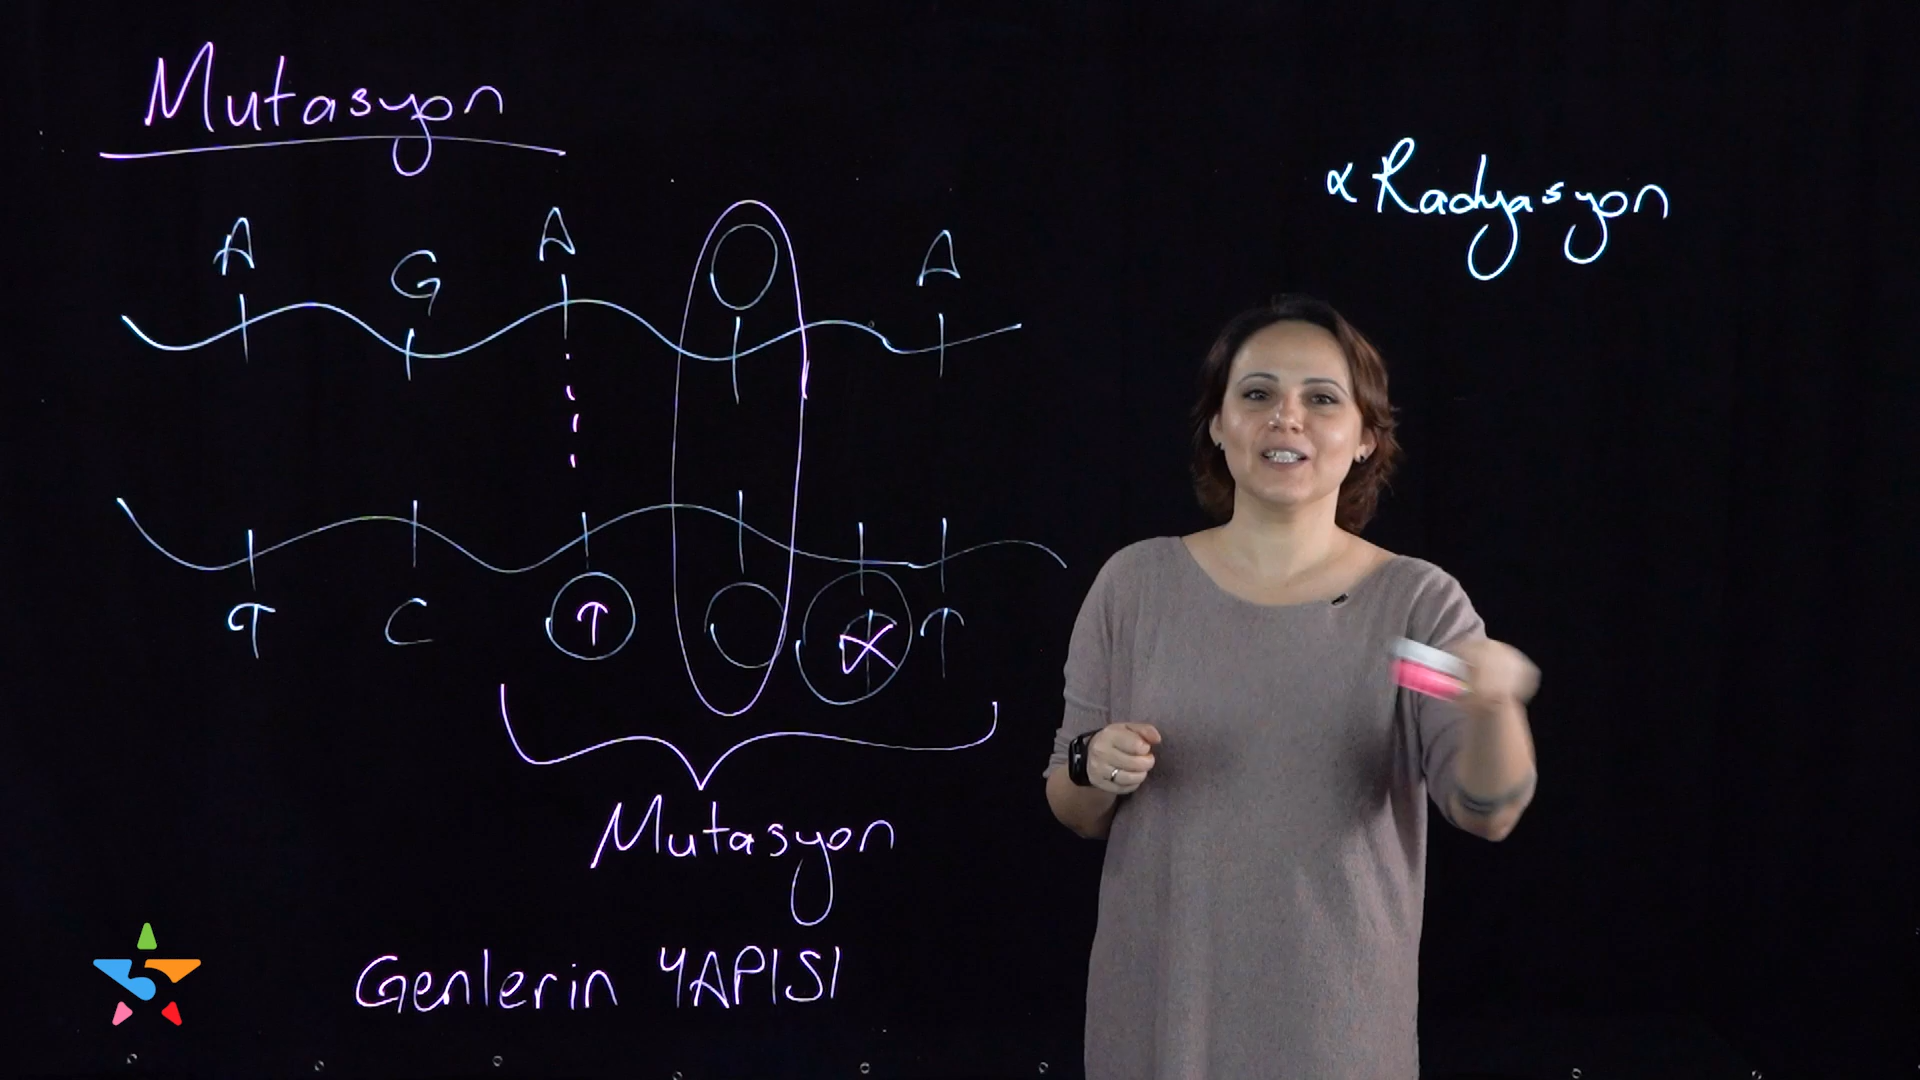 Mutasyon
A G A A
T C T T
Mutasyon
Genlerin YAPISI
α Radyasyon